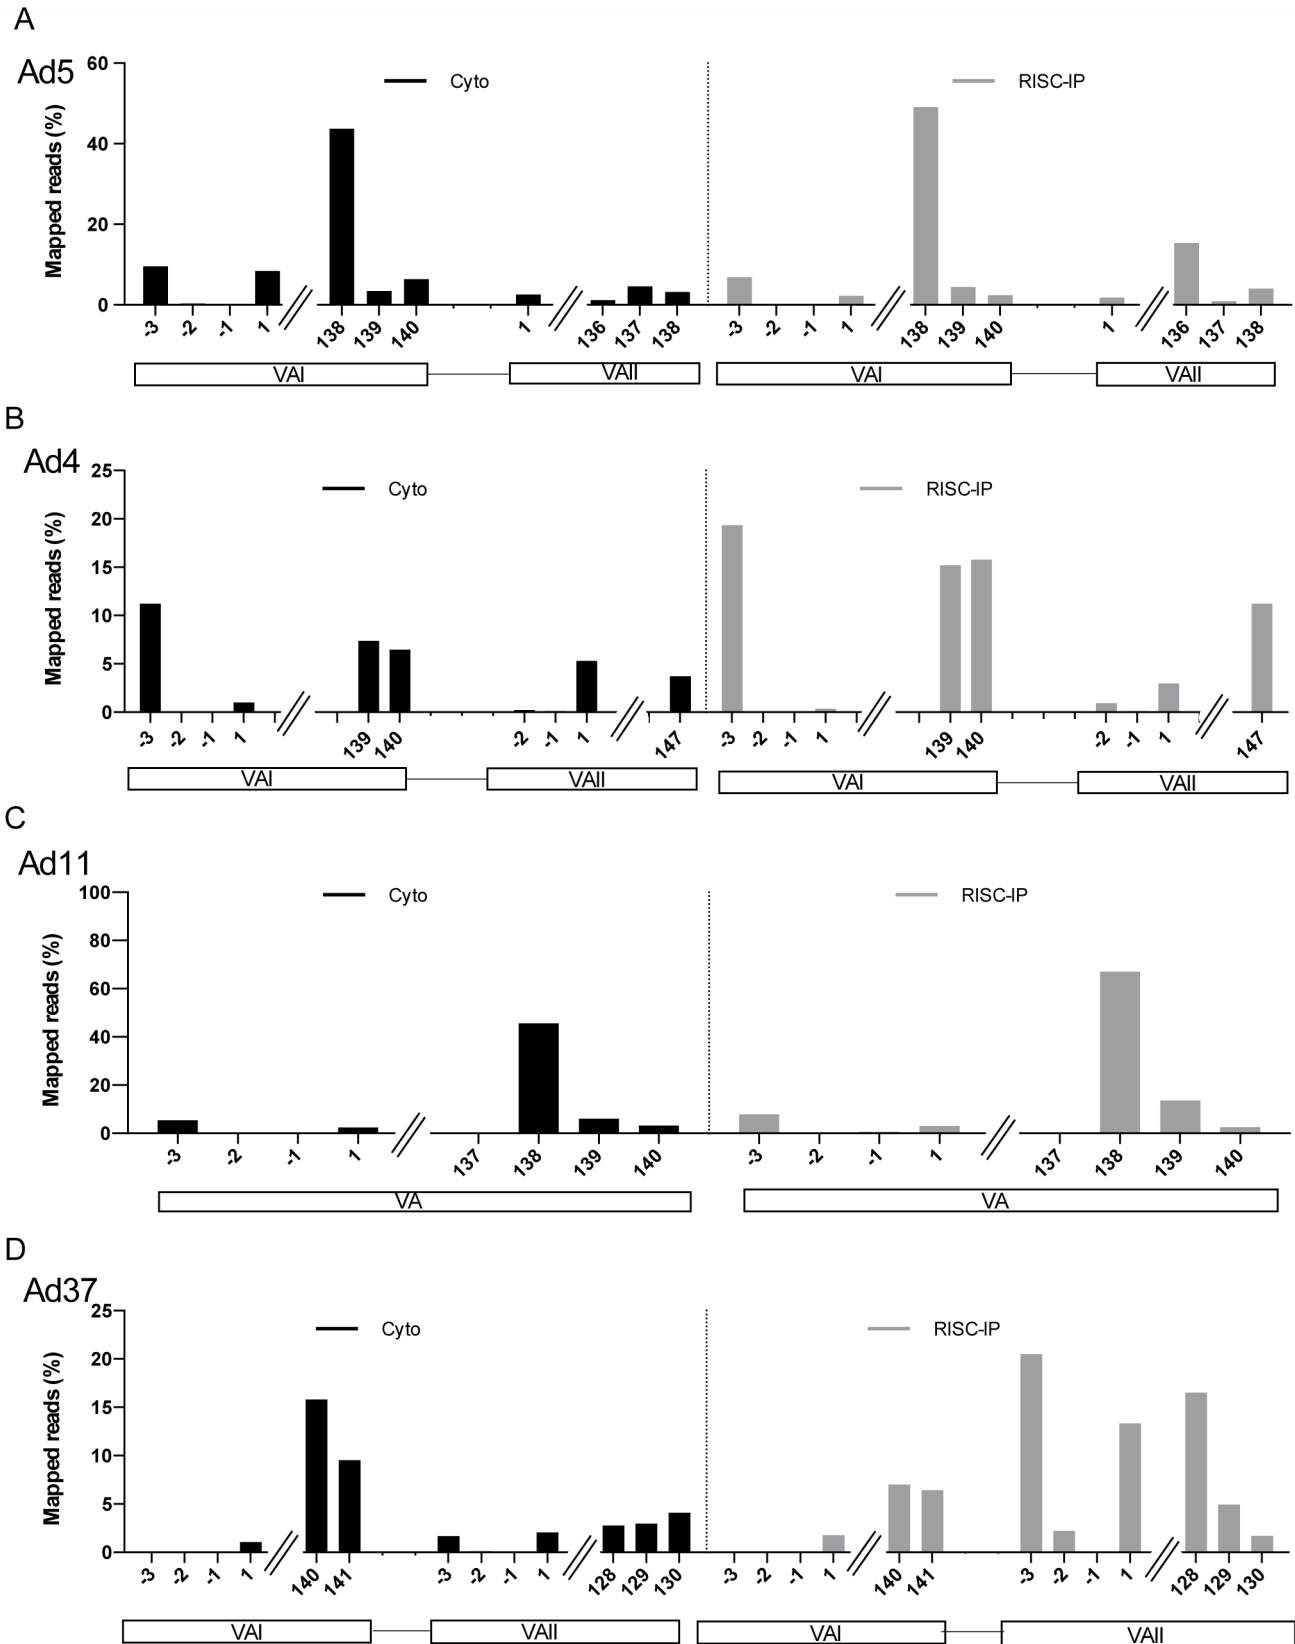 A
Ad5
Mapped reads (%)
60
40
20
0
Cyto
RISC-IP
-3 -2 -1 1 138 139 140 1 136 137 138 -3 -2 -1 1 138 139 140 1 136 137 138
VAI VAII VAI VAII
B
Ad4
Mapped reads (%)
25
20
15
10
5
0
Cyto
RISC-IP
-3 -2 -1 1 139 140 -2 -1 1 147 -3 -2 -1 1 139 140 -2 -1 1 147
VAI VAII VAI VAII
C
Ad11
Mapped reads (%)
100
80
60
40
20
0
Cyto
RISC-IP
-3 -2 -1 1 137 138 139 140 -3 -2 -1 1 137 138 139 140
VA VA
D
Ad37
Mapped reads (%)
25
20
15
10
5
0
Cyto
RISC-IP
-3 -2 -1 1 140 141 -3 -2 -1 1 128 129 130 -3 -2 -1 1 140 141 -3 -2 -1 1 128 129 130
VAI VAII VAI VAII